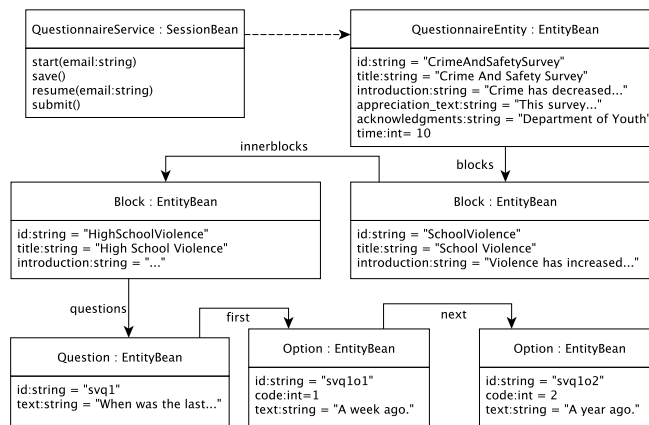 QuestionnaireService : SessionBean
start(email:string)
save()
resume(email:string)
submit()
QuestionnaireEntity : EntityBean
id:string = "CrimeAndSafetySurvey"
title:string = "Crime And Safety Survey"
introduction:string = "Crime has decreased..."
appreciation_text:string = "This survey..."
acknowledgments:string = "Department of Youth"
time:int= 10
innerblocks
blocks
Block : EntityBean
id:string = "HighSchoolViolence"
title:string = "High School Violence"
introduction:string = "..."
Block : EntityBean
id:string = "SchoolViolence"
title:string = "School Violence"
introduction:string = "Violence has increased..."
questions
first
next
Question : EntityBean
id:string = "svq1"
text:string = "When was the last..."
Option : EntityBean
id:string = "svq1o1"
code:int=1
text:string = "A week ago."
Option : EntityBean
id:string = "svq1o2"
code:int = 2
text:string = "A year ago."